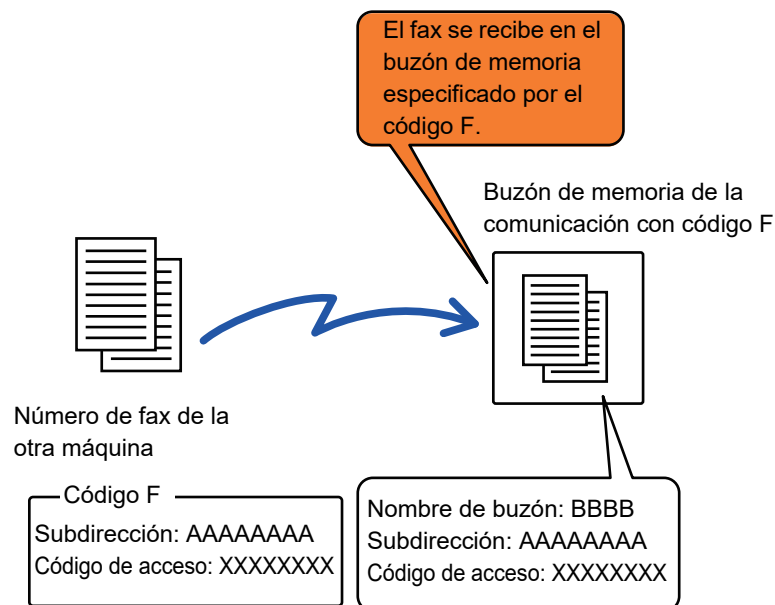 El fax se recibe en el
buzón de memoria
especificado por el
código F.
Buzón de memoria de la
comunicación con código F
Número de fax de la
otra máquina
Código F
Subdirección: AAAAAAAA
Código de acceso: XXXXXXXX
Nombre de buzón: BBBB
Subdirección: AAAAAAAA
Código de acceso: XXXXXXXX